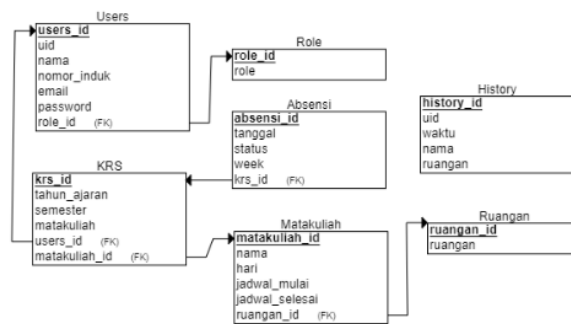 Users
users_id
uid
nama
nomor_induk
email
password
role_id (FK)
Role
role_id
role
Absensi
absensi_id
tanggal
status
week
krs_id (FK)
History
history_id
uid
waktu
nama
ruangan
KRS
krs_id
tahun_ajaran
semester
matakuliah
users_id (FK)
matakuliah_id (FK)
Matakuliah
matakuliah_id
nama
hari
jadwal_mulai
jadwal_selesai
ruangan_id (FK)
Ruangan
ruangan_id
ruangan